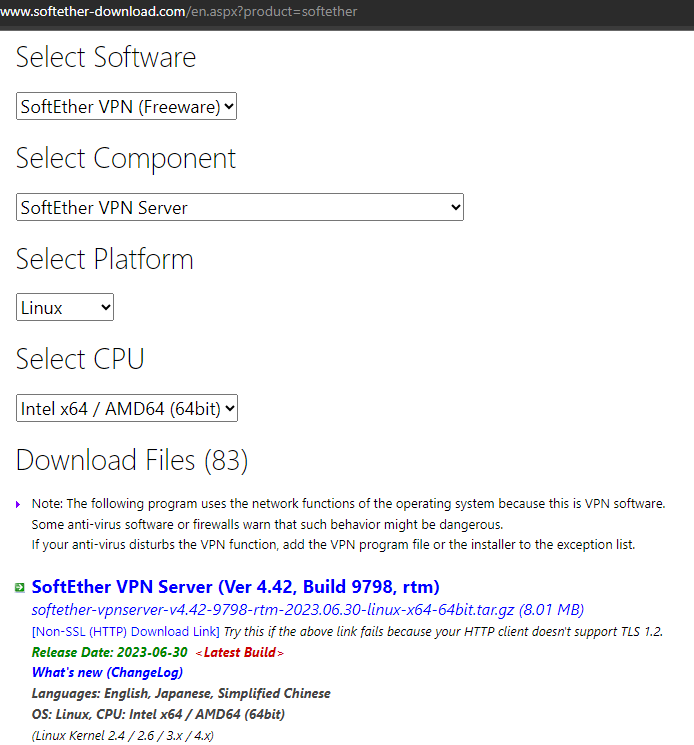 www.softether-download.com/en.aspx?product=softether
Select Software
SoftEther VPN (Freeware)
Select Component
SoftEther VPN Server
Select Platform
Linux
Select CPU
Intel x64 / AMD64 (64bit)
Download Files (83)
Note: The following program uses the network functions of the operating system because this is VPN software.
Some anti-virus software or firewalls warn that such behavior might be dangerous.
If your anti-virus disturbs the VPN function, add the VPN program file or the installer to the exception list.
SoftEther VPN Server (Ver 4.42, Build 9798, rtm)
softether-vpnserver-v4.42-9798-rtm-2023.06.30-linux-x64-64bit.tar.gz (8.01 MB)
[Non-SSL (HTTP) Download Link] Try this if the above link fails because your HTTP client doesn't support TLS 1.2.
Release Date: 2023-06-30 <Latest Build>
What's new (ChangeLog)
Languages: English, Japanese, Simplified Chinese
OS: Linux, CPU: Intel x64 / AMD64 (64bit)
(Linux Kernel 2.4 / 2.6 / 3.x / 4.x)